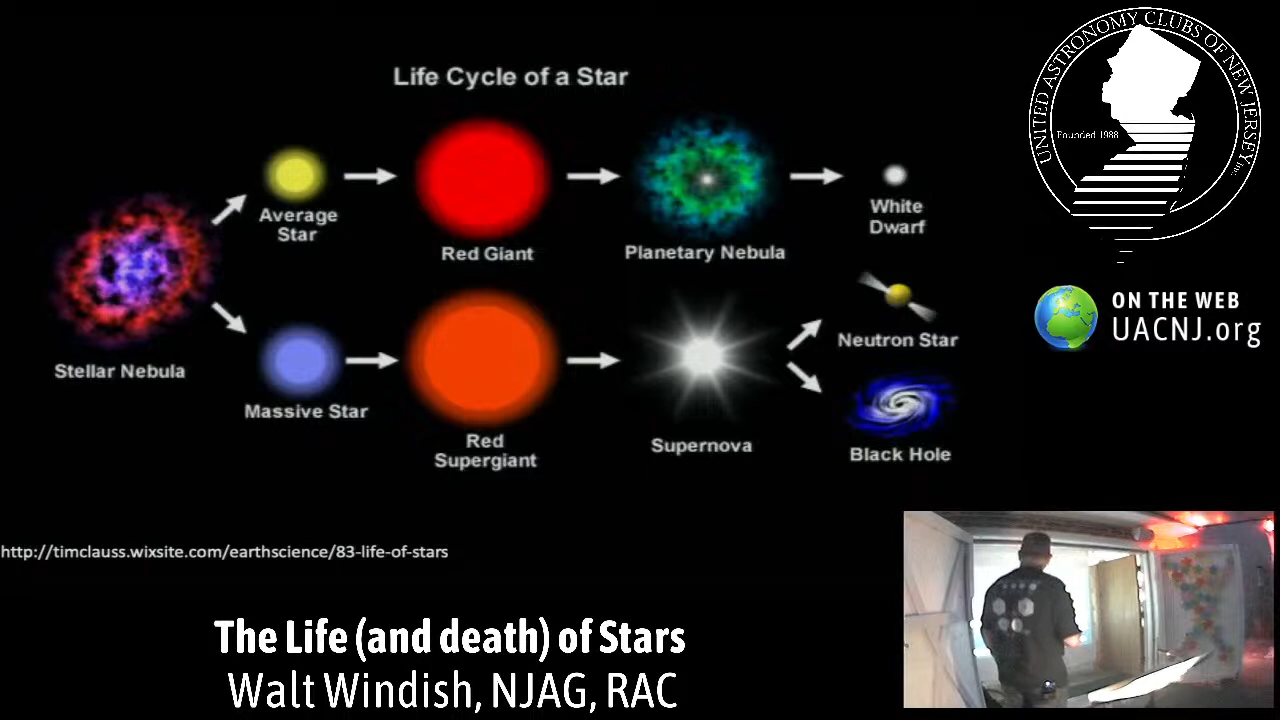 Life Cycle of a Star
Average
Star
Red Giant
Planetary Nebula
White
Dwarf
Stellar Nebula
Massive Star
Red
Supergiant
Supernova
Neutron Star
Black Hole
http://timclauss.wixsite.com/earthscience/83-life-of-stars
The Life (and death) of Stars
Walt Windish, NJAG, RAC
UNITED ASTRONOMY CLUBS OF NEW JERSEY, Inc.
Founded 1988
ON THE WEB
UACNJ.org